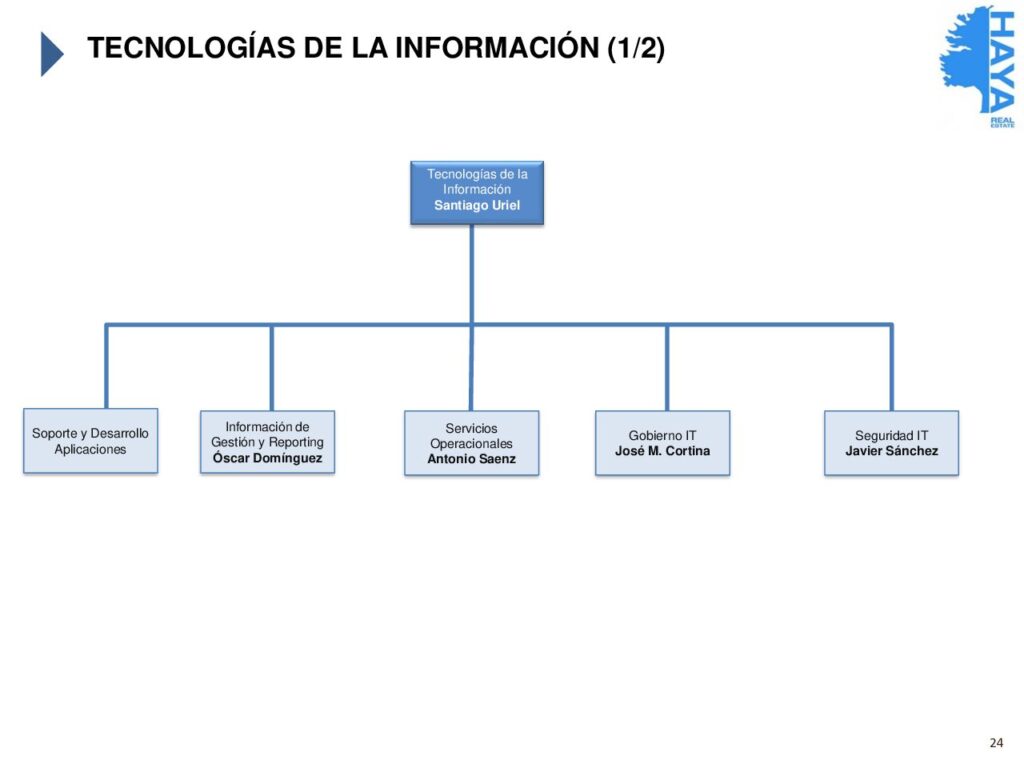 TECNOLOGÍAS DE LA INFORMACIÓN (1/2)
HAYA
REAL
ESTATE
Tecnologías de la
Información
Santiago Uriel
Soporte y Desarrollo
Aplicaciones
Información de
Gestión y Reporting
Óscar Domínguez
Servicios
Operacionales
Antonio Saenz
Gobierno IT
José M. Cortina
Seguridad IT
Javier Sánchez
24